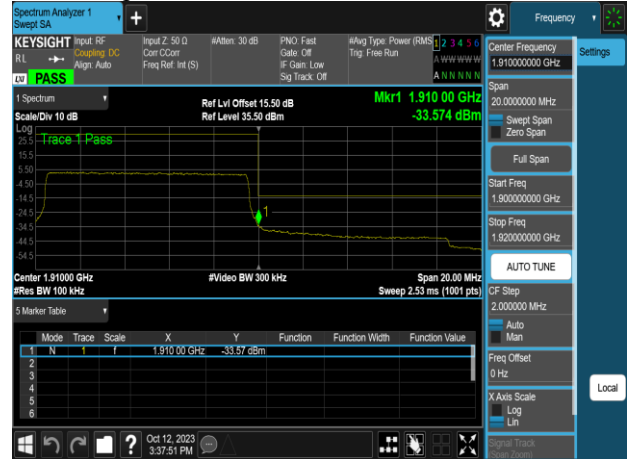 Spectrum Analyzer 1
Swept SA
Frequency
KEYSIGHT
Input: RF
Coupling: DC
Align: Auto
Input Z: 50 Ω
Corr CCorr
Freq Ref: Int (S)
#Atten: 30 dB
PNO: Fast
Gate: Off
IF Gain: Low
Sig Track: Off
#Avg Type: Power (RMS
Trig: Free Run
1 2 3 4 5 6
A WWWWW
A N N N N N
R L
LXI
PASS
1 Spectrum
Scale/Div 10 dB
Ref Lvl Offset 15.50 dB
Ref Level 35.50 dBm
Mkr1 1.910 00 GHz
-33.574 dBm
Log
Trace 1 Pass
25.5
15.5
5.50
-4.50
-14.5
-24.5
-34.5
-44.5
-54.5
1
Center 1.91000 GHz
#Res BW 100 kHz
#Video BW 300 kHz
Span 20.00 MHz
Sweep 2.53 ms (1001 pts)
5 Marker Table
Mode Trace Scale X Y Function Function Width Function Value
1 N 1 f 1.910 00 GHz -33.57 dBm
2
3
4
5
6
Oct 12, 2023
3:37:51 PM
Center Frequency
1.910000000 GHz
Settings
Span
20.0000000 MHz
Swept Span
Zero Span
Full Span
Start Freq
1.900000000 GHz
Stop Freq
1.920000000 GHz
AUTO TUNE
CF Step
2.000000 MHz
Auto
Man
Freq Offset
0 Hz
X Axis Scale
Log
Lin
Local
Signal Track
(Span Zoom)